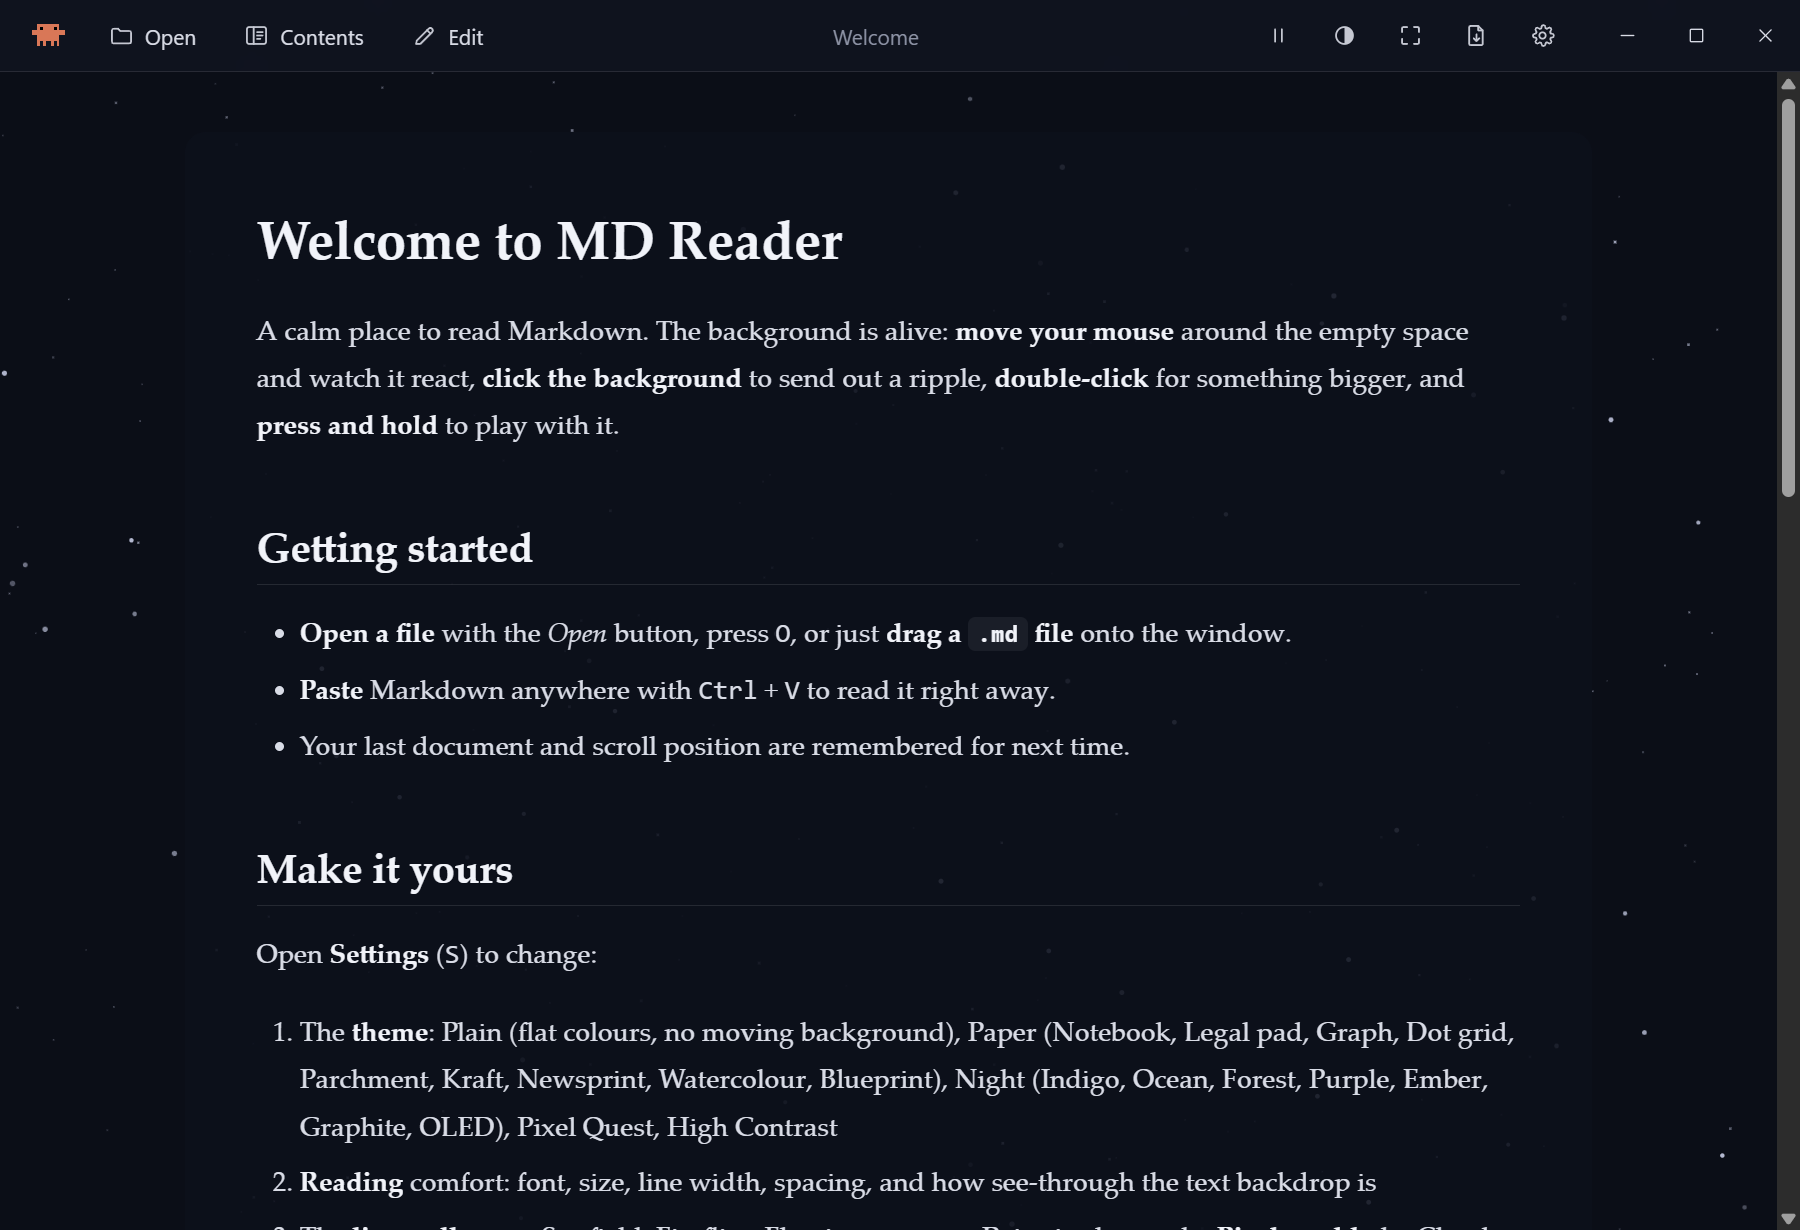 Open Contents Edit Welcome
Welcome to MD Reader
A calm place to read Markdown. The background is alive: move your mouse around the empty space
and watch it react, click the background to send out a ripple, double-click for something bigger, and
press and hold to play with it.
Getting started
• Open a file with the Open button, press O, or just drag a .md file onto the window.
• Paste Markdown anywhere with Ctrl + V to read it right away.
• Your last document and scroll position are remembered for next time.
Make it yours
Open Settings (S) to change:
1. The theme: Plain (flat colours, no moving background), Paper (Notebook, Legal pad, Graph, Dot grid,
Parchment, Kraft, Newsprint, Watercolour, Blueprint), Night (Indigo, Ocean, Forest, Purple, Ember,
Graphite, OLED), Pixel Quest, High Contrast
2. Reading comfort: font, size, line width, spacing, and how see-through the text backdrop is